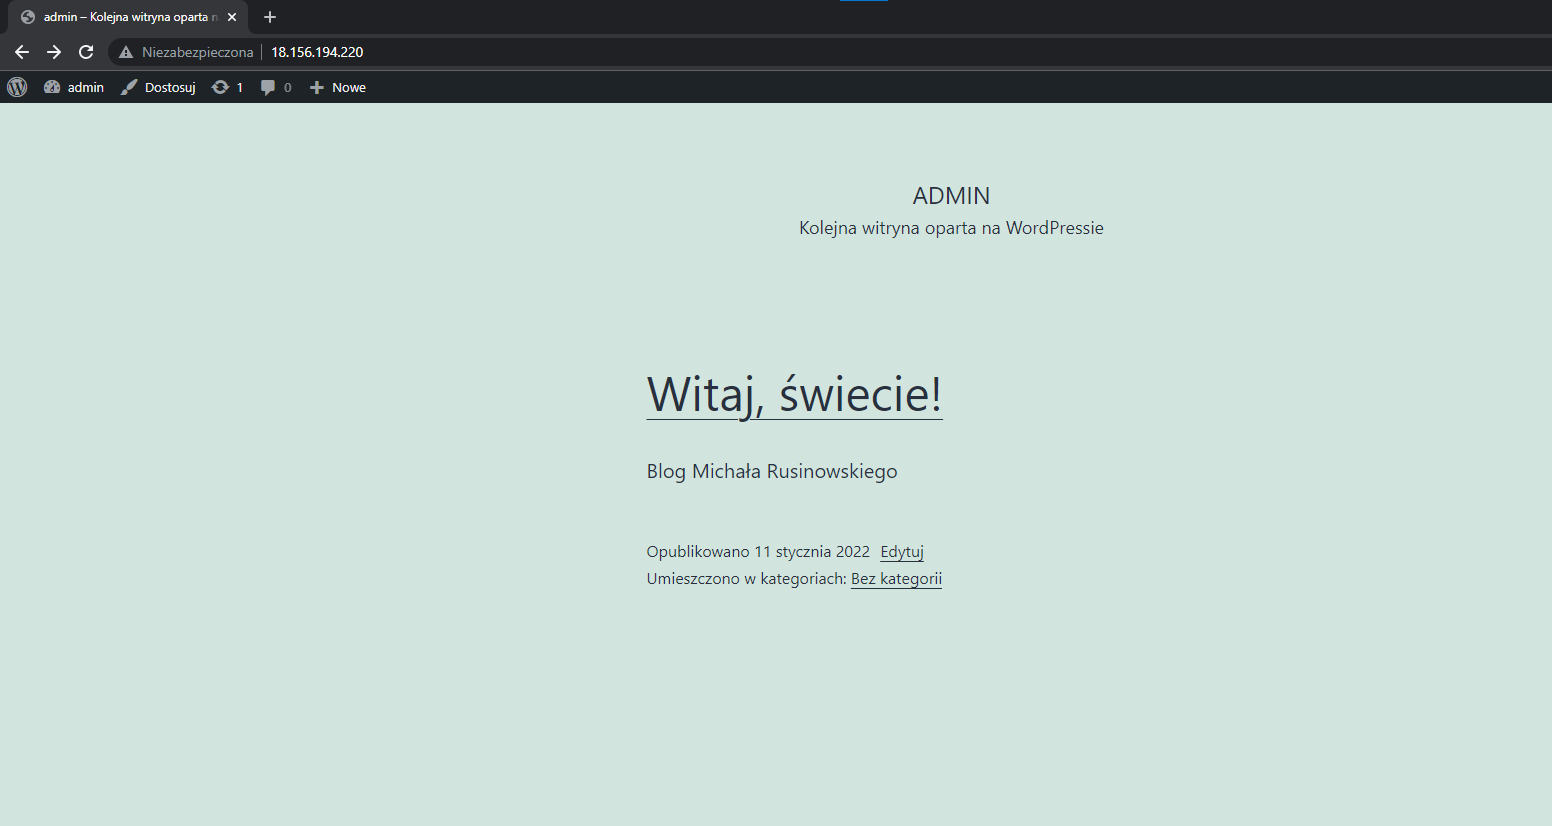 admin – Kolejna witryna oparta n
Niezabezpieczona 18.156.194.220
admin Dostosuj 1 0 Nowe
ADMIN
Kolejna witryna oparta na WordPressie
Witaj, świecie!
Blog Michała Rusinowskiego
Opublikowano 11 stycznia 2022 Edytuj
Umieszczono w kategoriach: Bez kategorii